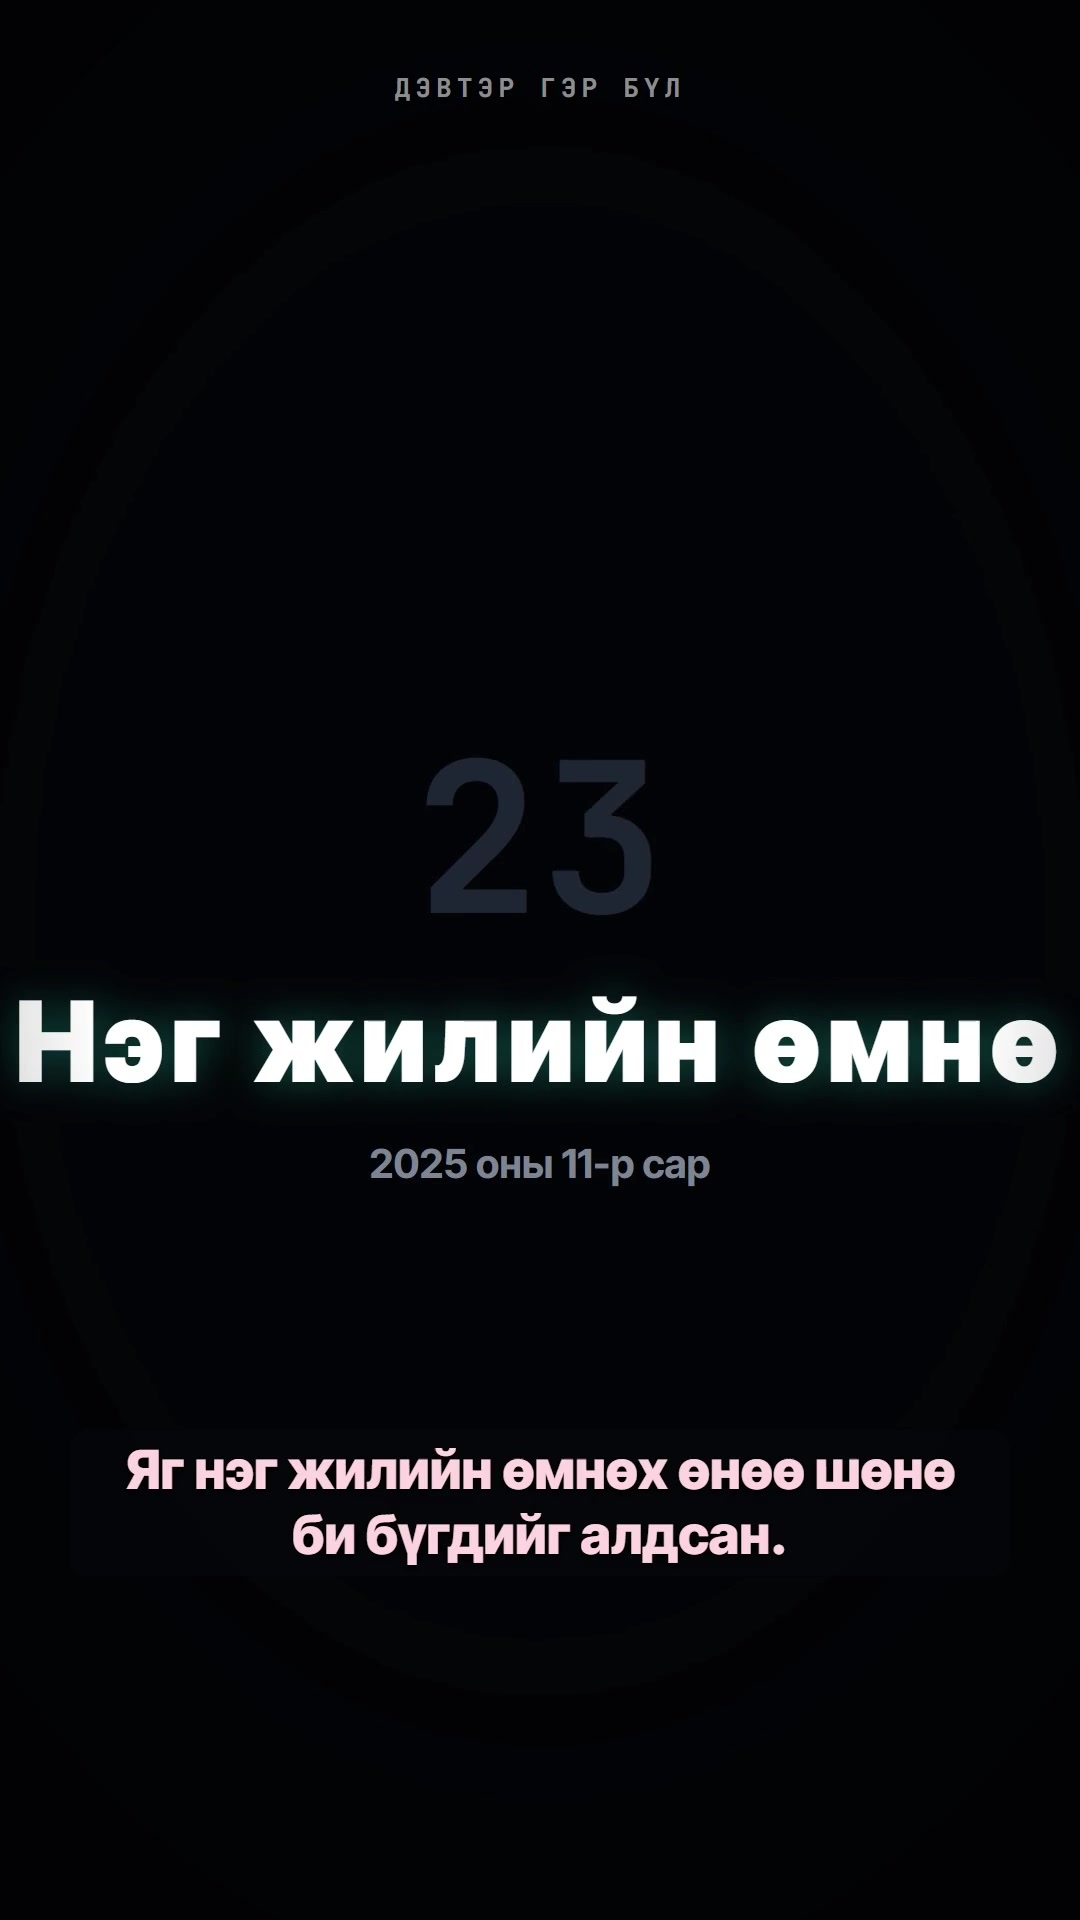 ДЭВТЭР ГЭР БҮЛ
23
Нэг жилийн өмнө
2025 оны 11-р сар
Яг нэг жилийн өмнөх өнөө шөнө
би бүгдийг алдсан.